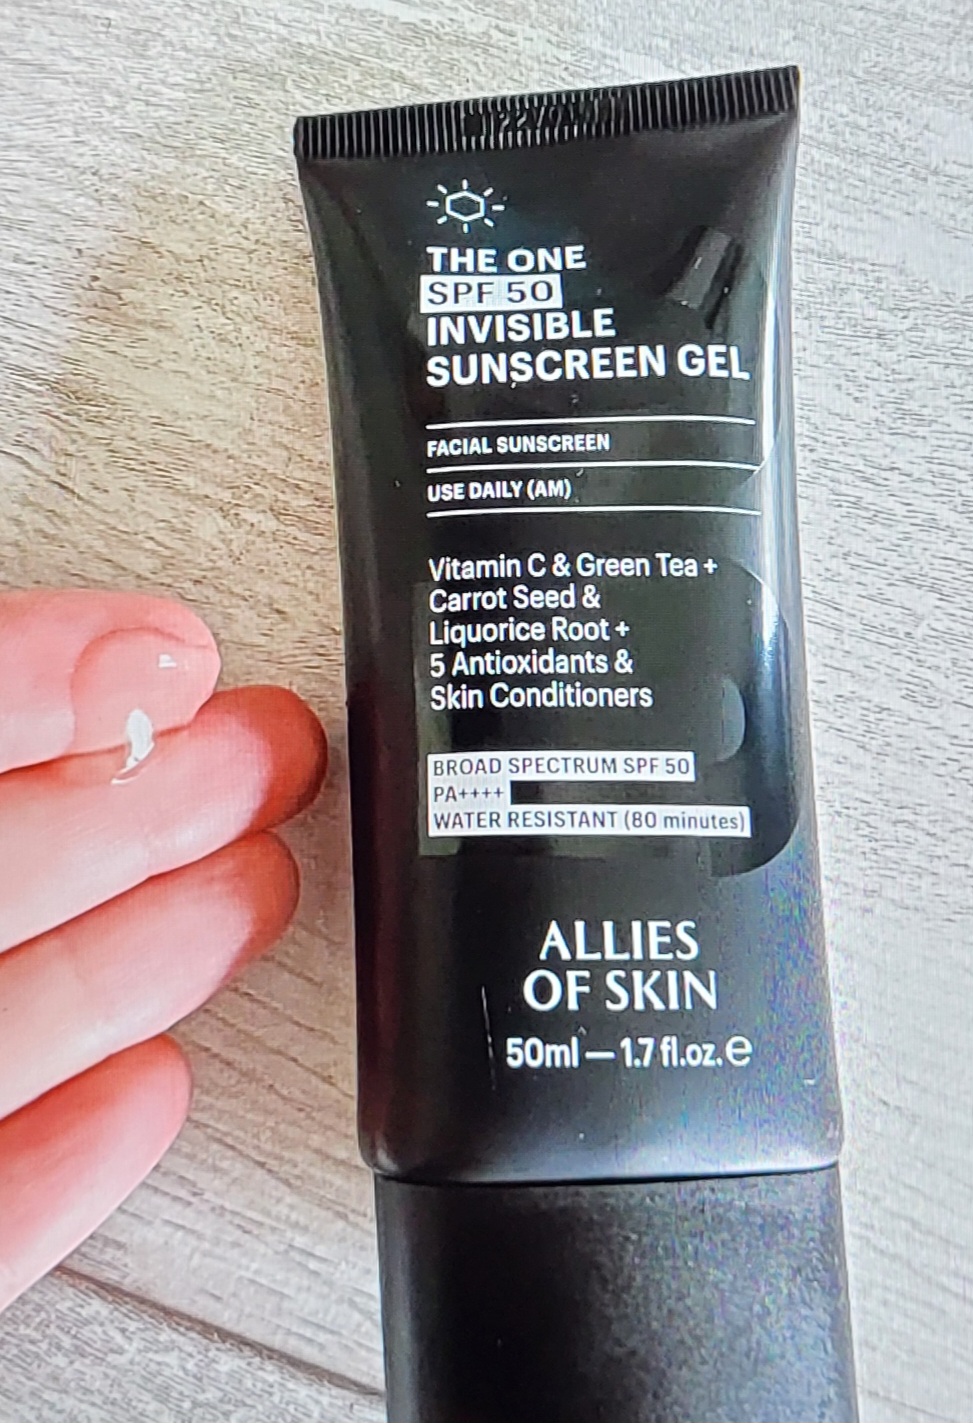 THE ONE
SPF 50
INVISIBLE
SUNSCREEN GEL
FACIAL SUNSCREEN
USE DAILY (AM)
Vitamin C & Green Tea +
Carrot Seed &
Liquorice Root +
5 Antioxidants &
Skin Conditioners
BROAD SPECTRUM SPF 50
PA++++
WATER RESISTANT (80 minutes)
ALLIES
OF SKIN
50ml — 1.7 fl.oz. e